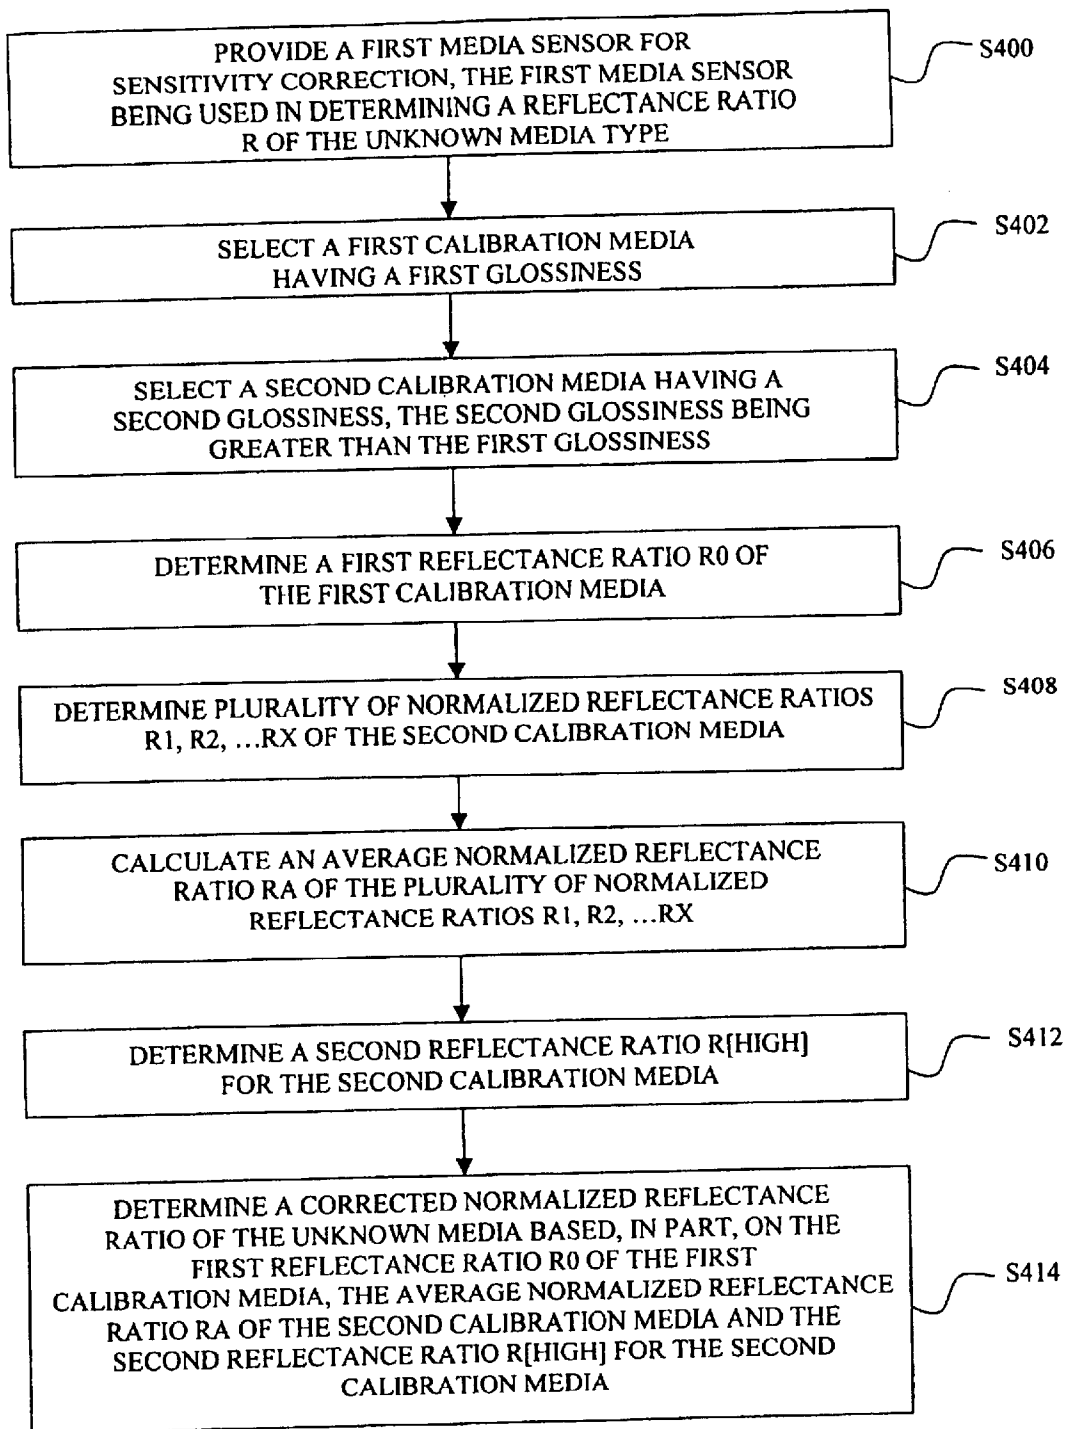 PROVIDE A FIRST MEDIA SENSOR FOR
SENSITIVITY CORRECTION, THE FIRST MEDIA SENSOR
BEING USED IN DETERMINING A REFLECTANCE RATIO
R OF THE UNKNOWN MEDIA TYPE
S400
SELECT A FIRST CALIBRATION MEDIA
HAVING A FIRST GLOSSINESS
S402
SELECT A SECOND CALIBRATION MEDIA HAVING A
SECOND GLOSSINESS, THE SECOND GLOSSINESS BEING
GREATER THAN THE FIRST GLOSSINESS
S404
DETERMINE A FIRST REFLECTANCE RATIO R0 OF
THE FIRST CALIBRATION MEDIA
S406
DETERMINE PLURALITY OF NORMALIZED REFLECTANCE RATIOS
R1, R2, ...RX OF THE SECOND CALIBRATION MEDIA
S408
CALCULATE AN AVERAGE NORMALIZED REFLECTANCE
RATIO RA OF THE PLURALITY OF NORMALIZED
REFLECTANCE RATIOS R1, R2, ...RX
S410
DETERMINE A SECOND REFLECTANCE RATIO R[HIGH]
FOR THE SECOND CALIBRATION MEDIA
S412
DETERMINE A CORRECTED NORMALIZED REFLECTANCE
RATIO OF THE UNKNOWN MEDIA BASED, IN PART, ON THE
FIRST REFLECTANCE RATIO R0 OF THE FIRST
CALIBRATION MEDIA, THE AVERAGE NORMALIZED REFLECTANCE
RATIO RA OF THE SECOND CALIBRATION MEDIA AND THE
SECOND REFLECTANCE RATIO R[HIGH] FOR THE SECOND
CALIBRATION MEDIA
S414